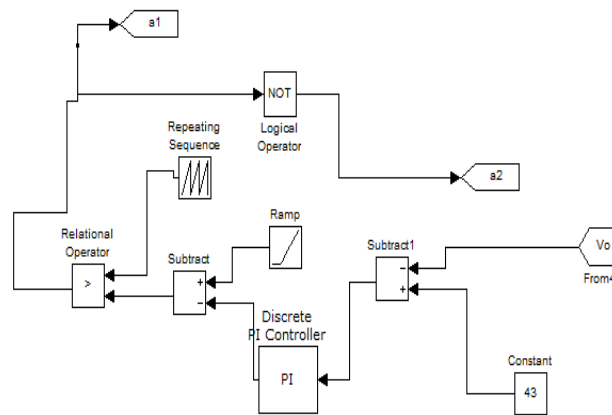 a1
NOT
Logical
Operator
Repeating
Sequence
a2
Relational
Operator
>
Subtract
+
−
Ramp
Subtract1
−
+
Vo
From4
Discrete
PI Controller
PI
Constant
43